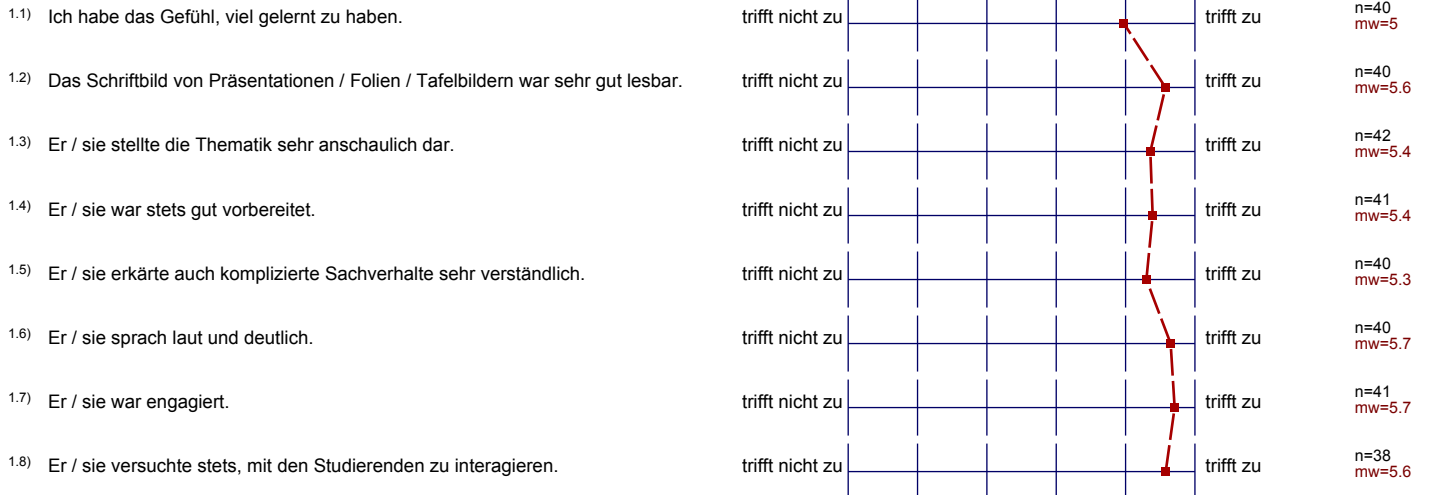 1.1) Ich habe das Gefühl, viel gelernt zu haben. trifft nicht zu trifft zu n=40
mw=5
1.2) Das Schriftbild von Präsentationen / Folien / Tafelbildern war sehr gut lesbar. trifft nicht zu trifft zu n=40
mw=5.6
1.3) Er / sie stellte die Thematik sehr anschaulich dar. trifft nicht zu trifft zu n=42
mw=5.4
1.4) Er / sie war stets gut vorbereitet. trifft nicht zu trifft zu n=41
mw=5.4
1.5) Er / sie erkärte auch komplizierte Sachverhalte sehr verständlich. trifft nicht zu trifft zu n=40
mw=5.3
1.6) Er / sie sprach laut und deutlich. trifft nicht zu trifft zu n=40
mw=5.7
1.7) Er / sie war engagiert. trifft nicht zu trifft zu n=41
mw=5.7
1.8) Er / sie versuchte stets, mit den Studierenden zu interagieren. trifft nicht zu trifft zu n=38
mw=5.6